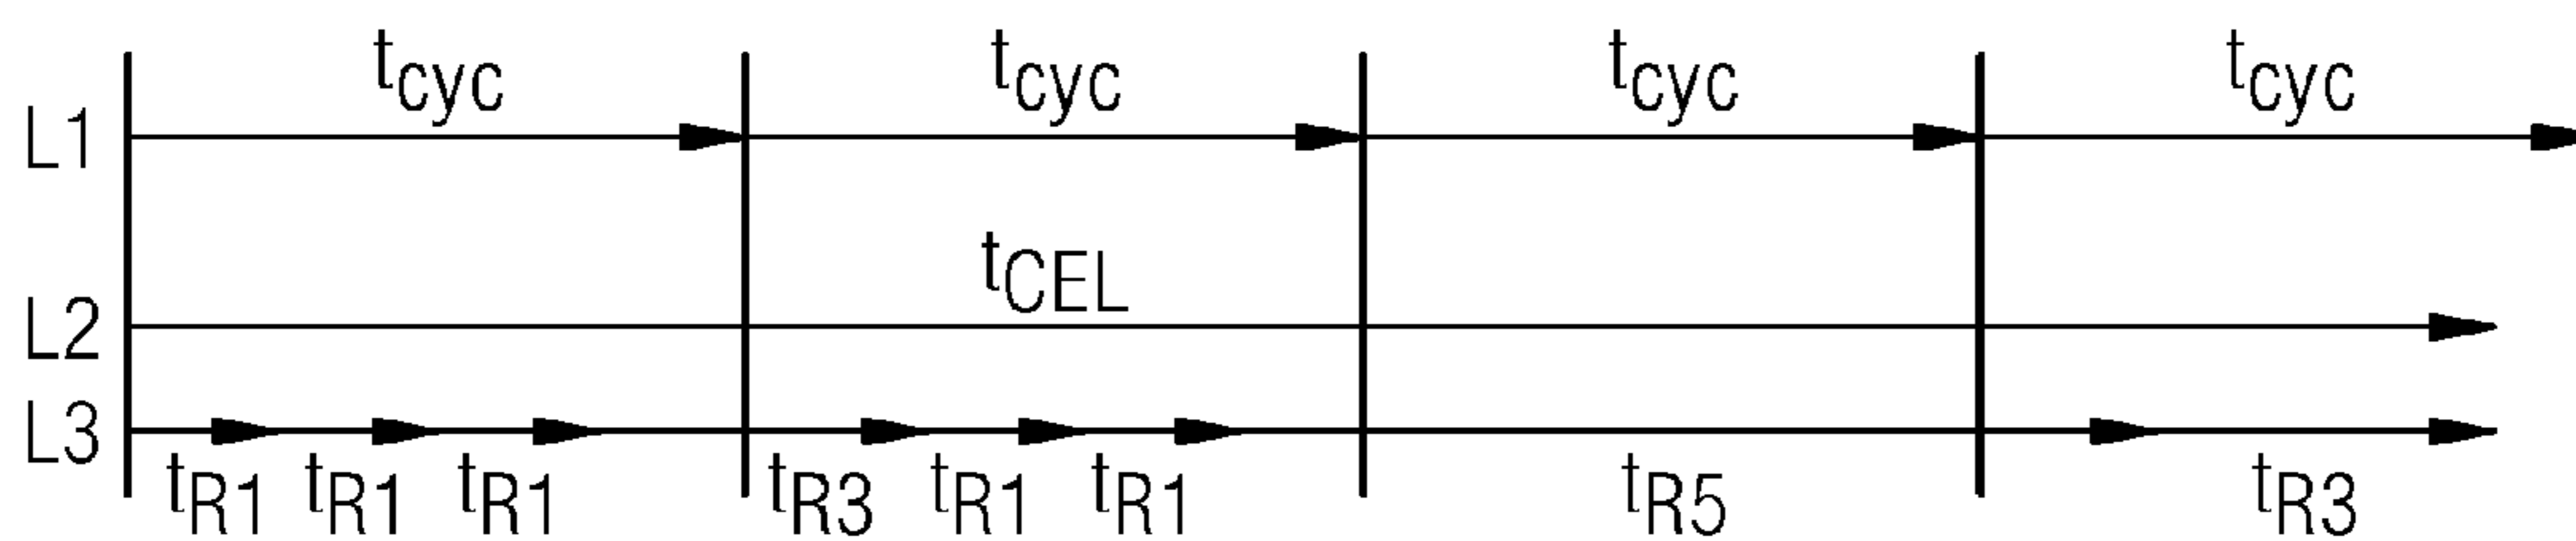 tcyc tcyc tcyc tcyc
L1
tCEL
L2
L3
tR1 tR1 tR1 tR3 tR1 tR1 tR5 tR3